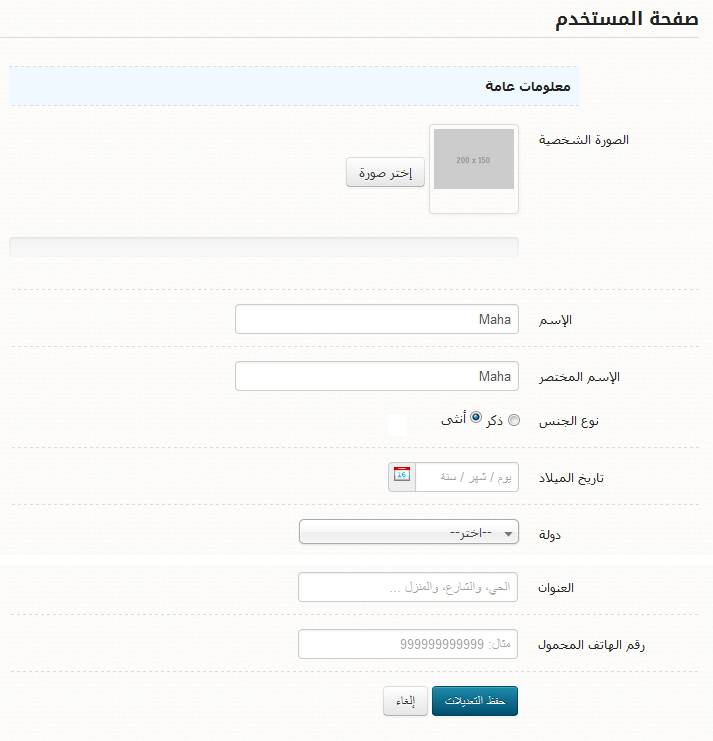 صفحة المستخدم
معلومات عامة
الصورة الشخصية
200 x 150
إختر صورة
الإسم
Maha
الإسم المختصر
Maha
نوع الجنس
ذكر أنثى
تاريخ الميلاد
يوم / شهر / سنة
16
دولة
--اختر--
العنوان
الحي، والشارع، والمنزل ...
رقم الهاتف المحمول
مثال: 999999999999
حفظ التعديلات
إلغاء